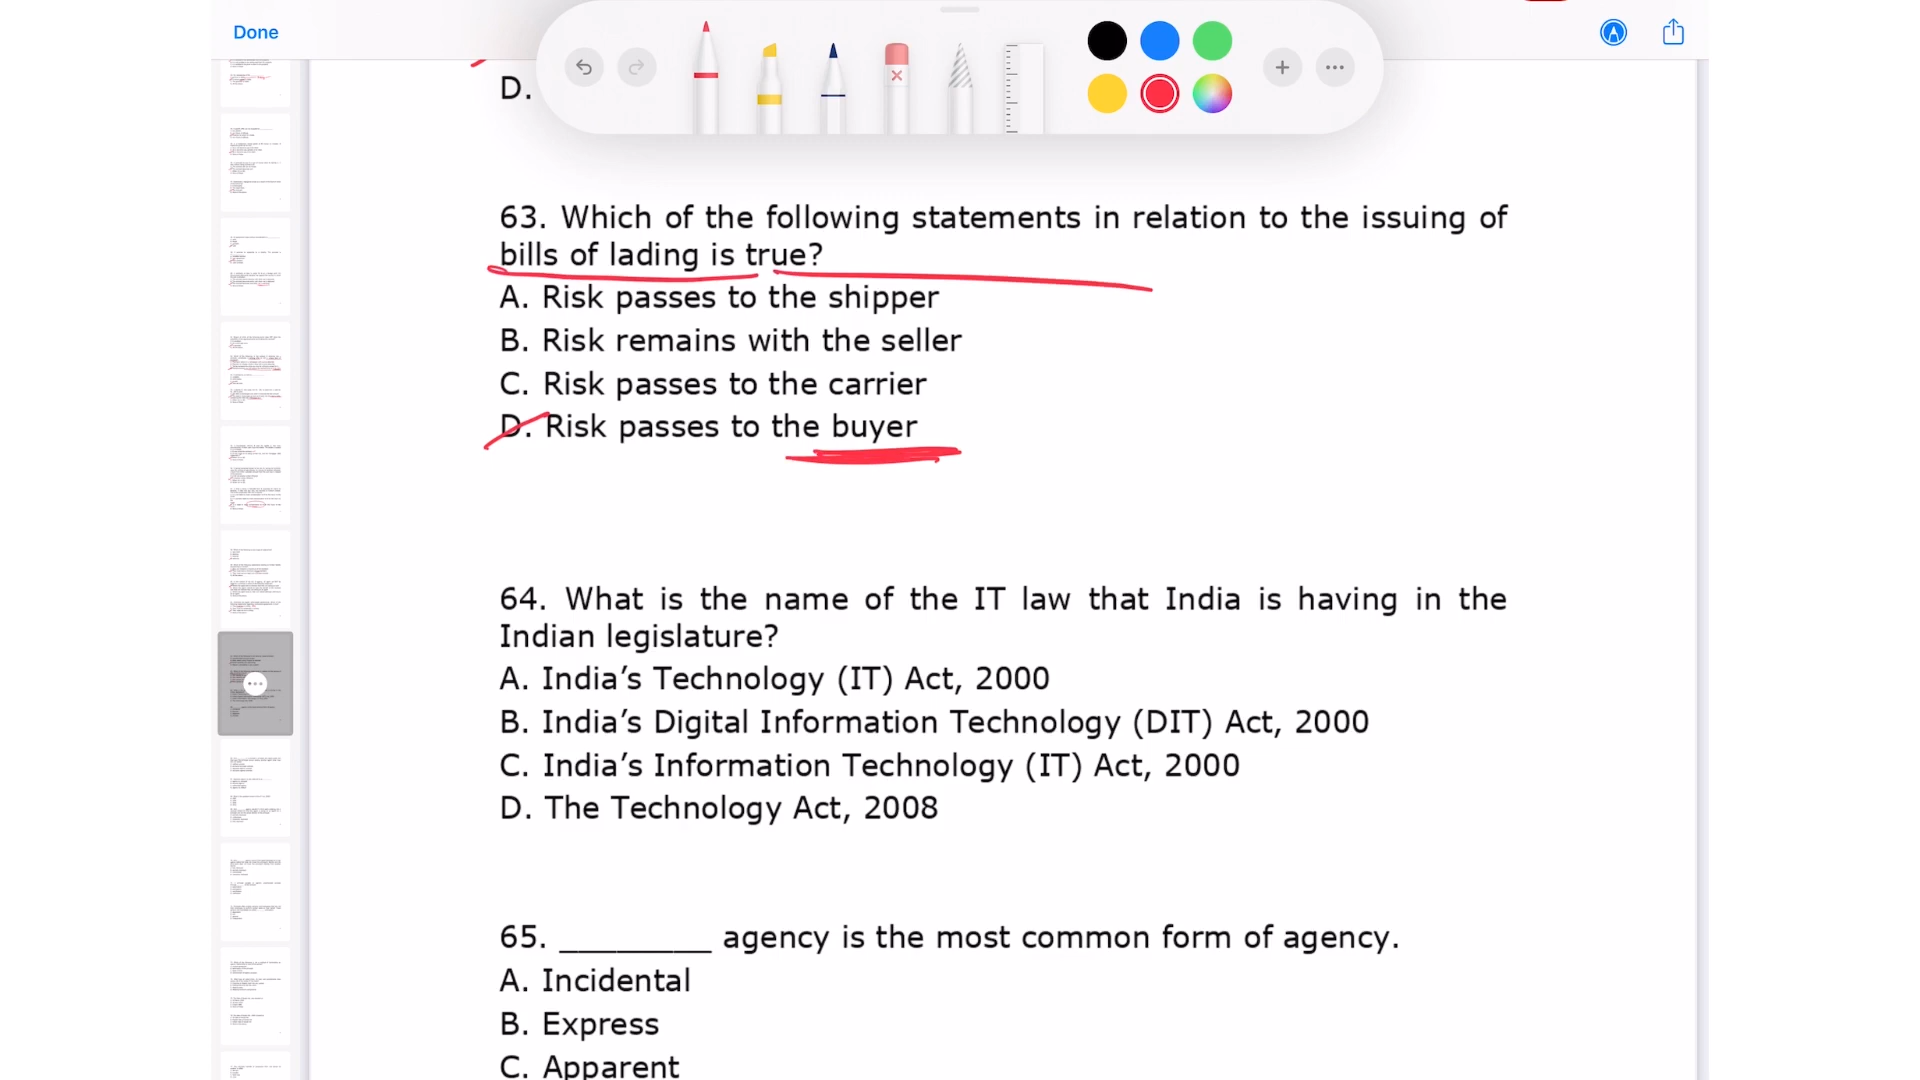 Done
D.
63. Which of the following statements in relation to the issuing of
bills of lading is true?
A. Risk passes to the shipper
B. Risk remains with the seller
C. Risk passes to the carrier
D. Risk passes to the buyer
64. What is the name of the IT law that India is having in the
Indian legislature?
A. India’s Technology (IT) Act, 2000
B. India’s Digital Information Technology (DIT) Act, 2000
C. India’s Information Technology (IT) Act, 2000
D. The Technology Act, 2008
65. ________ agency is the most common form of agency.
A. Incidental
B. Express
C. Apparent